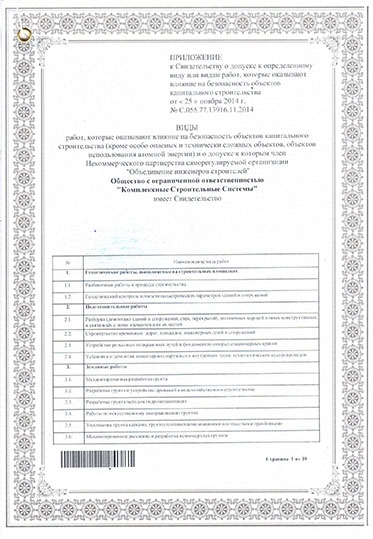 ПРИЛОЖЕНИЕ
к Свидетельству о допуске к определенному
виду или видам работ, которые оказывают
влияние на безопасность объектов
капитального строительства
от « 25 » ноября 2014 г.
№ С.055.77.13916.11.2014
ВИДЫ
работ, которые оказывают влияние на безопасность объектов капитального
строительства (кроме особо опасных и технически сложных объектов, объектов
использования атомной энергии) и о допуске к которым член
Некоммерческого партнерства саморегулируемой организации
"Объединение инженеров строителей"
Общество с ограниченной ответственностью
"Комплексные Строительные Системы"
имеет Свидетельство
№ Наименование вида работ
1. Геодезические работы, выполняемые на строительных площадках
1.1. Разбивочные работы в процессе строительства
1.2. Геодезический контроль точности геометрических параметров зданий и сооружений
2. Подготовительные работы
2.1. Разборка (демонтаж) зданий и сооружений, стен, перекрытий, лестничных маршей и иных конструктивных
и связанных с ними элементов или их частей
2.2. Строительство временных: дорог, площадок, инженерных сетей и сооружений
2.3. Устройство рельсовых подкрановых путей и фундаментов (опоры) стационарных кранов
2.4. Установка и демонтаж инвентарных наружных и внутренних лесов, технологических мусоропроводов
3. Земляные работы
3.1. Механизированная разработка грунта
3.2. Разработка грунта и устройство дренажей в водохозяйственном строительстве
3.3. Разработка грунта методом гидромеханизации
3.4. Работы по искусственному замораживанию грунтов
3.5. Уплотнение грунта катками, грунтоуплотняющими машинами или тяжелыми трамбовками
3.6. Механизированное рыхление и разработка вечномерзлых грунтов
Страница 1 из 10